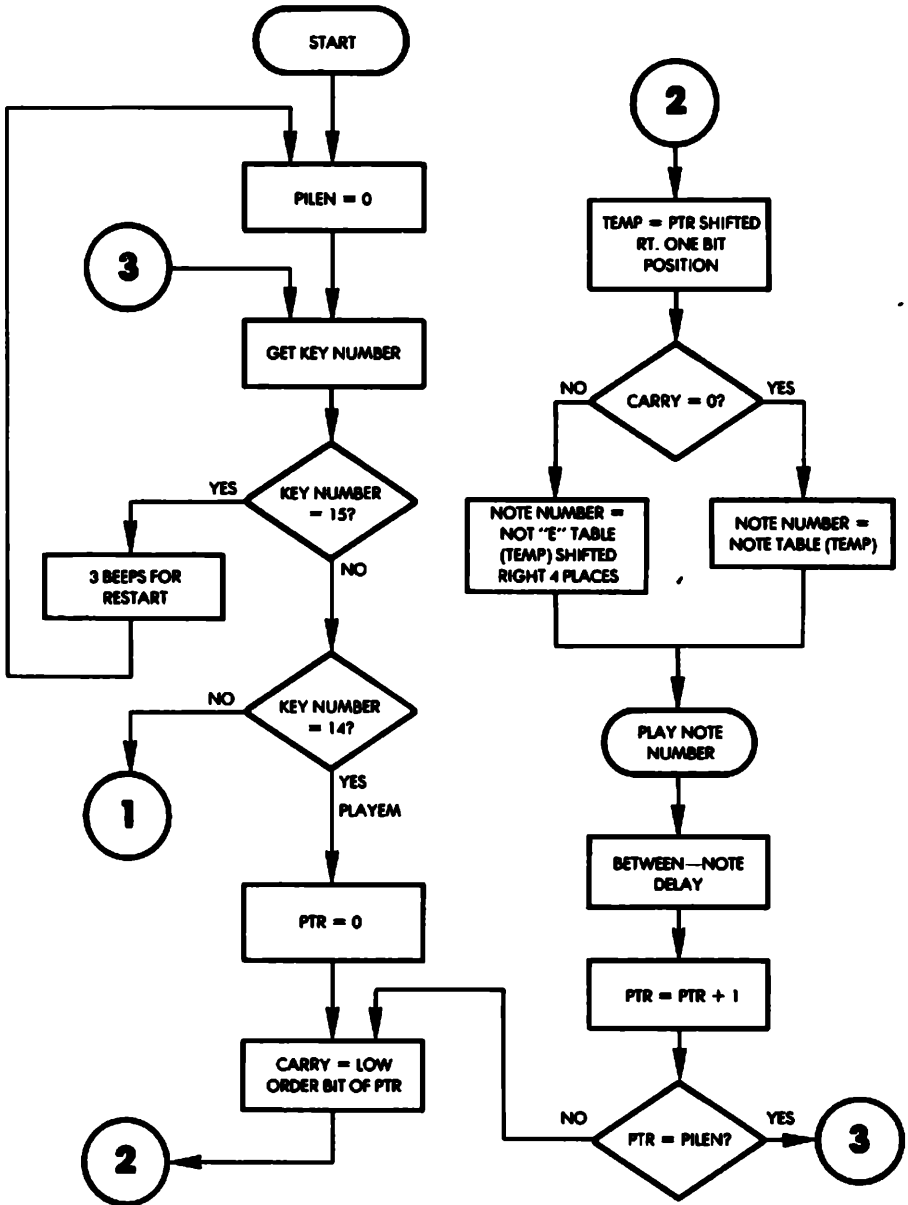 START
PILEN = 0
3
GET KEY NUMBER
KEY NUMBER
= 15?
YES
NO
3 BEEPS FOR
RESTART
KEY NUMBER
= 14?
NO
YES
PLAYEM
1
PTR = 0
CARRY = LOW
ORDER BIT OF PTR
2
2
TEMP = PTR SHIFTED
RT. ONE BIT
POSITION
CARRY = 0?
NO
YES
NOTE NUMBER =
NOT "E" TABLE
(TEMP) SHIFTED
RIGHT 4 PLACES
NOTE NUMBER =
NOTE TABLE (TEMP)
PLAY NOTE
NUMBER
BETWEEN—NOTE
DELAY
PTR = PTR + 1
PTR = PILEN?
NO
YES
3